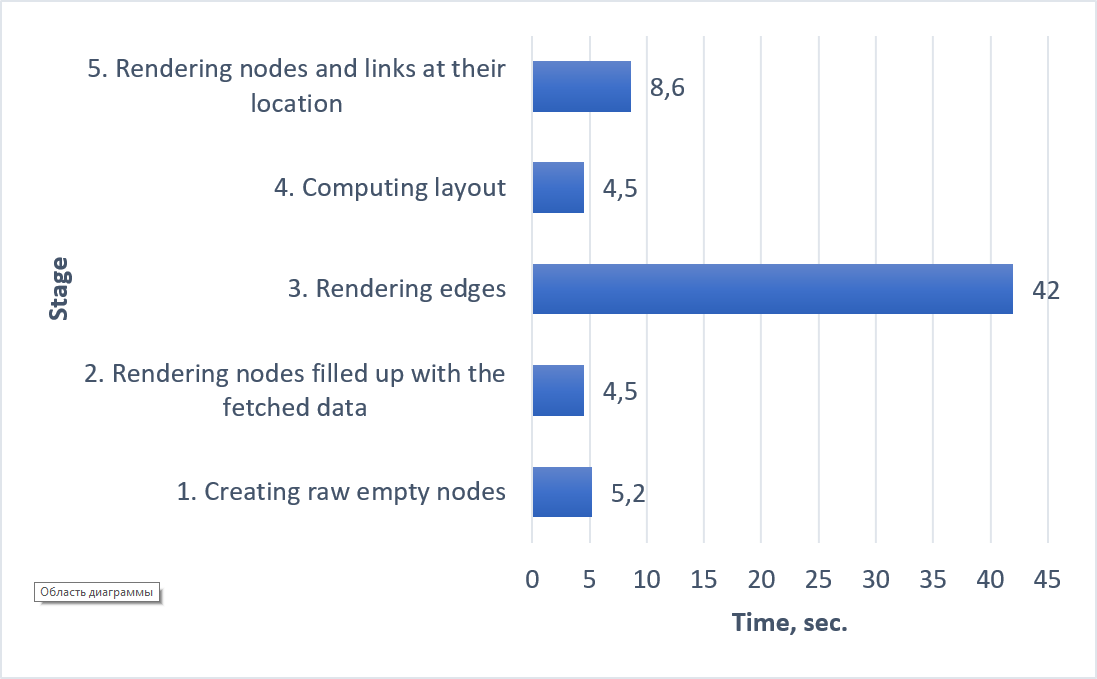 5. Rendering nodes and links at their
location
8,6
4. Computing layout
4,5
3. Rendering edges
42
2. Rendering nodes filled up with the
fetched data
4,5
1. Creating raw empty nodes
5,2
Stage
0 5 10 15 20 25 30 35 40 45
Time, sec.
Область диаграммы